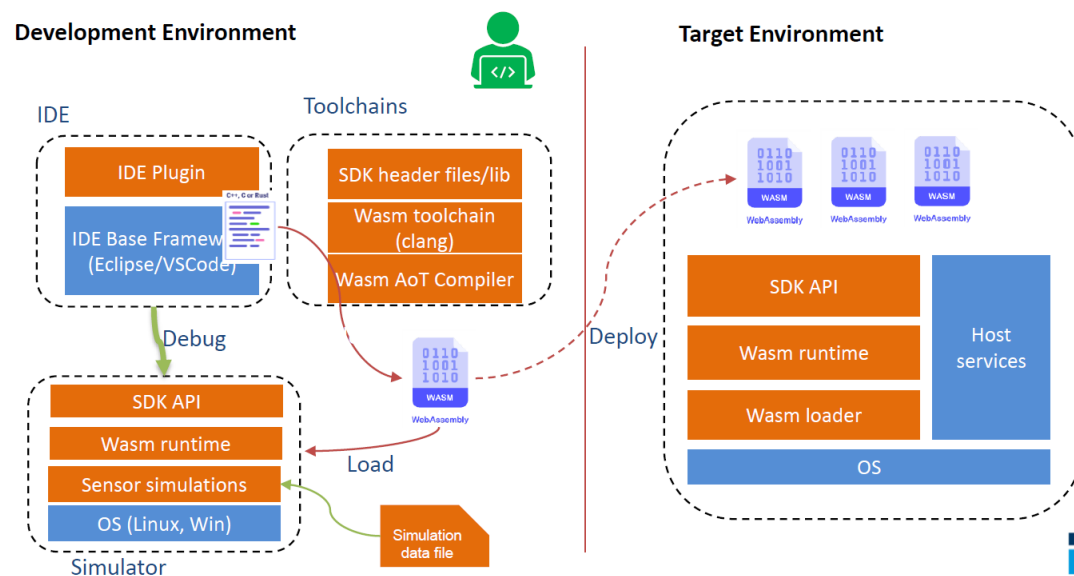 Development Environment
Target Environment
</>
IDE
Toolchains
IDE Plugin
C++, C or Rust
IDE Base Framew
(Eclipse/VSCode)
SDK header files/lib
Wasm toolchain
(clang)
Wasm AoT Compiler
Debug
0110
1001
1010
WASM
WebAssembly
Load
SDK API
Wasm runtime
Sensor simulations
OS (Linux, Win)
Simulator
Simulation
data file
Deploy
0110
1001
1010
WASM
WebAssembly
0110
1001
1010
WASM
WebAssembly
0110
1001
1010
WASM
WebAssembly
SDK API
Wasm runtime
Wasm loader
Host
services
OS